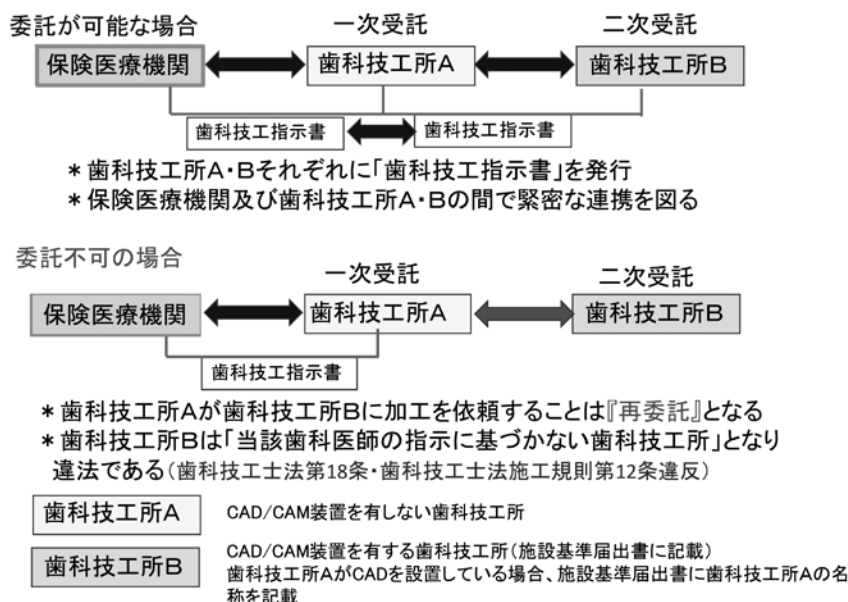 委託が可能な場合
一次受託
二次受託
保険医療機関
歯科技工所A
歯科技工所B
歯科技工指示書
歯科技工指示書
＊歯科技工所A・Bそれぞれに「歯科技工指示書」を発行
＊保険医療機関及び歯科技工所A・Bの間で緊密な連携を図る
委託不可の場合
一次受託
二次受託
保険医療機関
歯科技工所A
歯科技工所B
歯科技工指示書
＊歯科技工所Aが歯科技工所Bに加工を依頼することは『再委託』となる
＊歯科技工所Bは「当該歯科医師の指示に基づかない歯科技工所」となり
違法である(歯科技工士法第18条・歯科技工士法施工規則第12条違反)
歯科技工所A
CAD/CAM装置を有しない歯科技工所
歯科技工所B
CAD/CAM装置を有する歯科技工所(施設基準届出書に記載)
歯科技工所AがCADを設置している場合、施設基準届出書に歯科技工所Aの名
称を記載